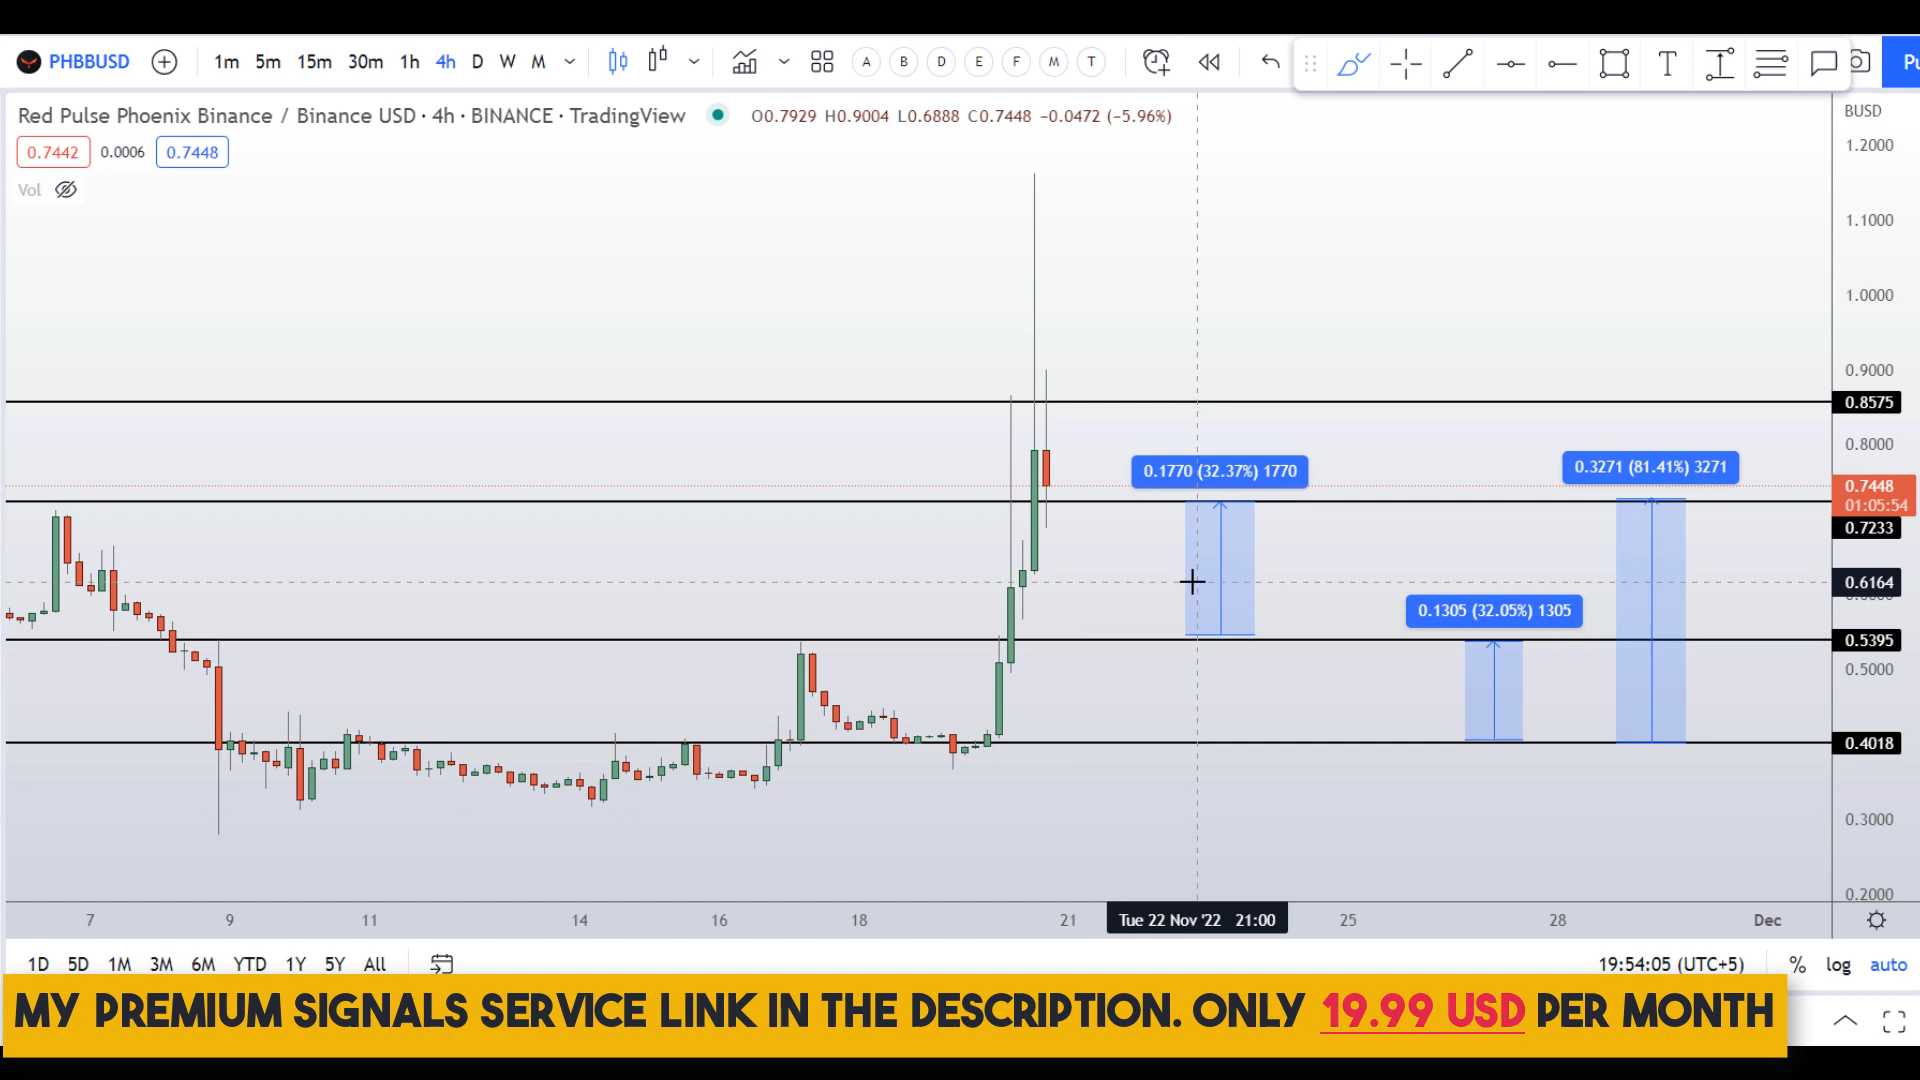 PHBBUSD 1m 5m 15m 30m 1h 4h D W M A B D E F M T T Pu
Red Pulse Phoenix Binance / Binance USD · 4h · BINANCE · TradingView O0.7929 H0.9004 L0.6888 C0.7448 −0.0472 (−5.96%)
BUSD
0.7442 0.0006 0.7448
Vol
1.2000
1.1000
1.0000
0.9000
0.8575
0.8000
0.1770 (32.37%) 1770
0.3271 (81.41%) 3271
0.7448
01:05:54
0.7233
0.6164
0.1305 (32.05%) 1305
0.5395
0.5000
0.4018
0.3000
0.2000
7 9 11 14 16 18 21 Tue 22 Nov '22 21:00 25 28 Dec
1D 5D 1M 3M 6M YTD 1Y 5Y All 19:54:05 (UTC+5) % log auto
MY PREMIUM SIGNALS SERVICE LINK IN THE DESCRIPTION. ONLY 19.99 USD PER MONTH